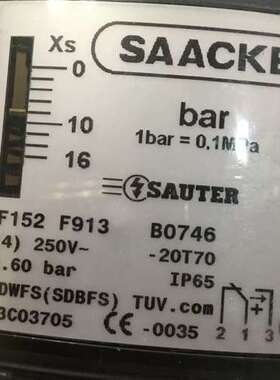 Xs SAACKE
0
bar
10 1bar = 0,1MPa
16
SAUTER
F152 F913 B0746
4) 250V~ -20T70
.60 bar IP65
DWFS(SDBFS) TUV.com
3C03705 CE -0035 2 1 3